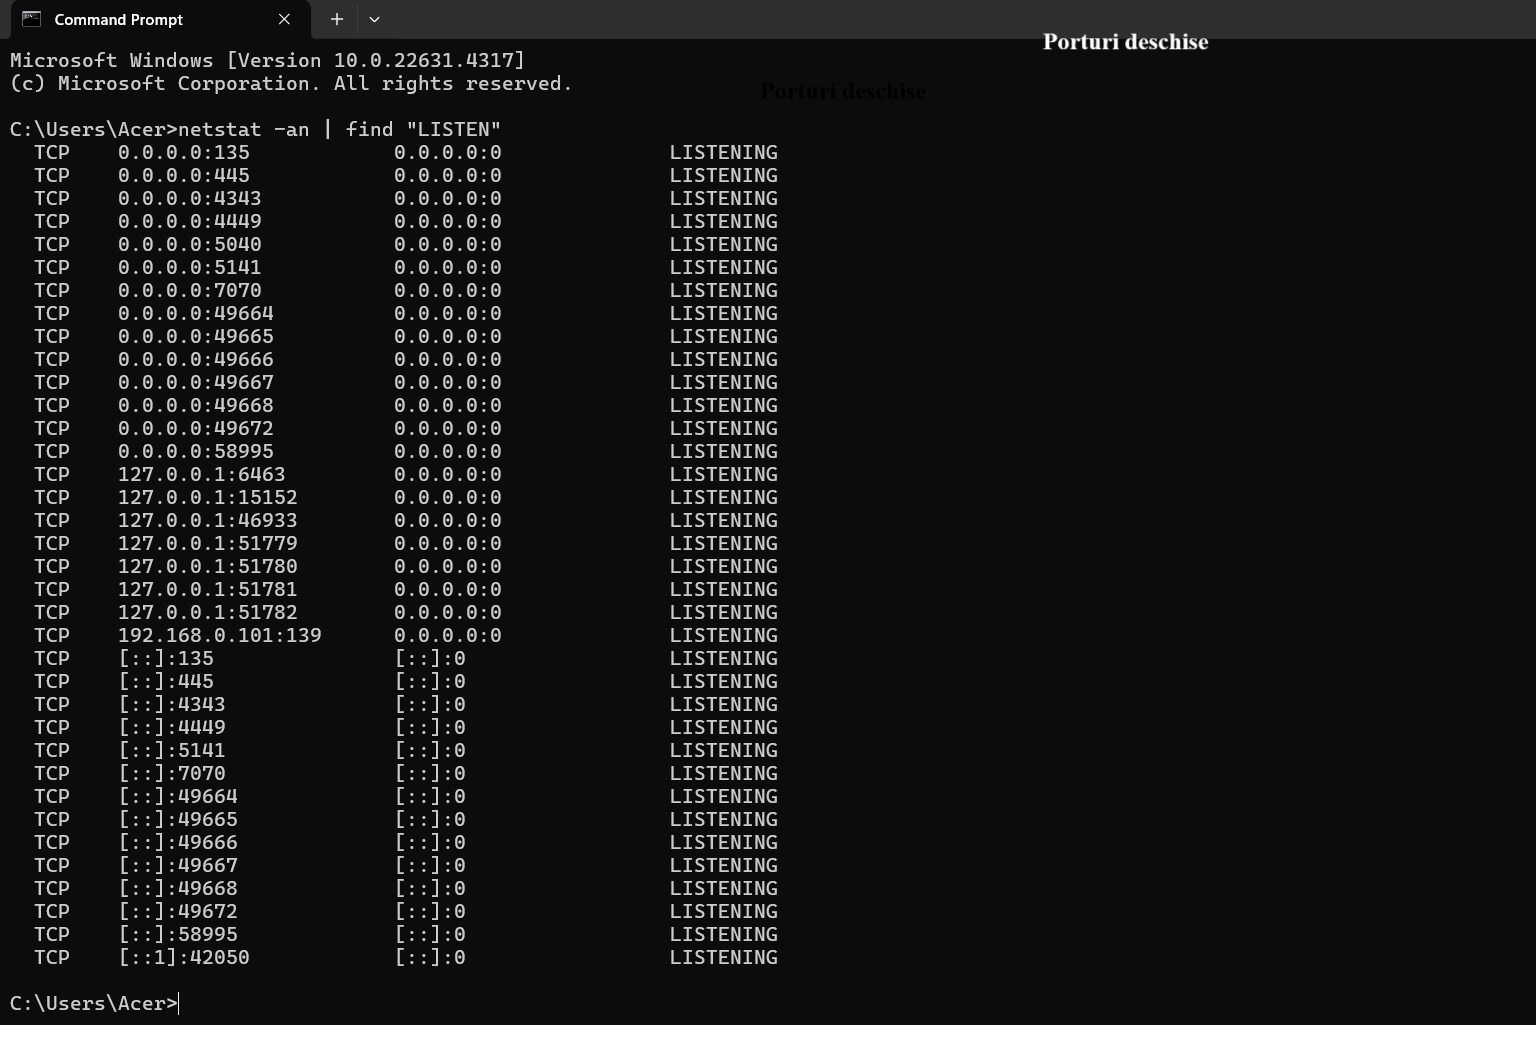 Command Prompt
Porturi deschise
Microsoft Windows [Version 10.0.22631.4317]
(c) Microsoft Corporation. All rights reserved.
Porturi deschise
C:\Users\Acer>netstat -an | find "LISTEN"
TCP 0.0.0.0:135 0.0.0.0:0 LISTENING
TCP 0.0.0.0:445 0.0.0.0:0 LISTENING
TCP 0.0.0.0:4343 0.0.0.0:0 LISTENING
TCP 0.0.0.0:4449 0.0.0.0:0 LISTENING
TCP 0.0.0.0:5040 0.0.0.0:0 LISTENING
TCP 0.0.0.0:5141 0.0.0.0:0 LISTENING
TCP 0.0.0.0:7070 0.0.0.0:0 LISTENING
TCP 0.0.0.0:49664 0.0.0.0:0 LISTENING
TCP 0.0.0.0:49665 0.0.0.0:0 LISTENING
TCP 0.0.0.0:49666 0.0.0.0:0 LISTENING
TCP 0.0.0.0:49667 0.0.0.0:0 LISTENING
TCP 0.0.0.0:49668 0.0.0.0:0 LISTENING
TCP 0.0.0.0:49672 0.0.0.0:0 LISTENING
TCP 0.0.0.0:58995 0.0.0.0:0 LISTENING
TCP 127.0.0.1:6463 0.0.0.0:0 LISTENING
TCP 127.0.0.1:15152 0.0.0.0:0 LISTENING
TCP 127.0.0.1:46933 0.0.0.0:0 LISTENING
TCP 127.0.0.1:51779 0.0.0.0:0 LISTENING
TCP 127.0.0.1:51780 0.0.0.0:0 LISTENING
TCP 127.0.0.1:51781 0.0.0.0:0 LISTENING
TCP 127.0.0.1:51782 0.0.0.0:0 LISTENING
TCP 192.168.0.101:139 0.0.0.0:0 LISTENING
TCP [::]:135 [::]:0 LISTENING
TCP [::]:445 [::]:0 LISTENING
TCP [::]:4343 [::]:0 LISTENING
TCP [::]:4449 [::]:0 LISTENING
TCP [::]:5141 [::]:0 LISTENING
TCP [::]:7070 [::]:0 LISTENING
TCP [::]:49664 [::]:0 LISTENING
TCP [::]:49665 [::]:0 LISTENING
TCP [::]:49666 [::]:0 LISTENING
TCP [::]:49667 [::]:0 LISTENING
TCP [::]:49668 [::]:0 LISTENING
TCP [::]:49672 [::]:0 LISTENING
TCP [::]:58995 [::]:0 LISTENING
TCP [::1]:42050 [::]:0 LISTENING
C:\Users\Acer>